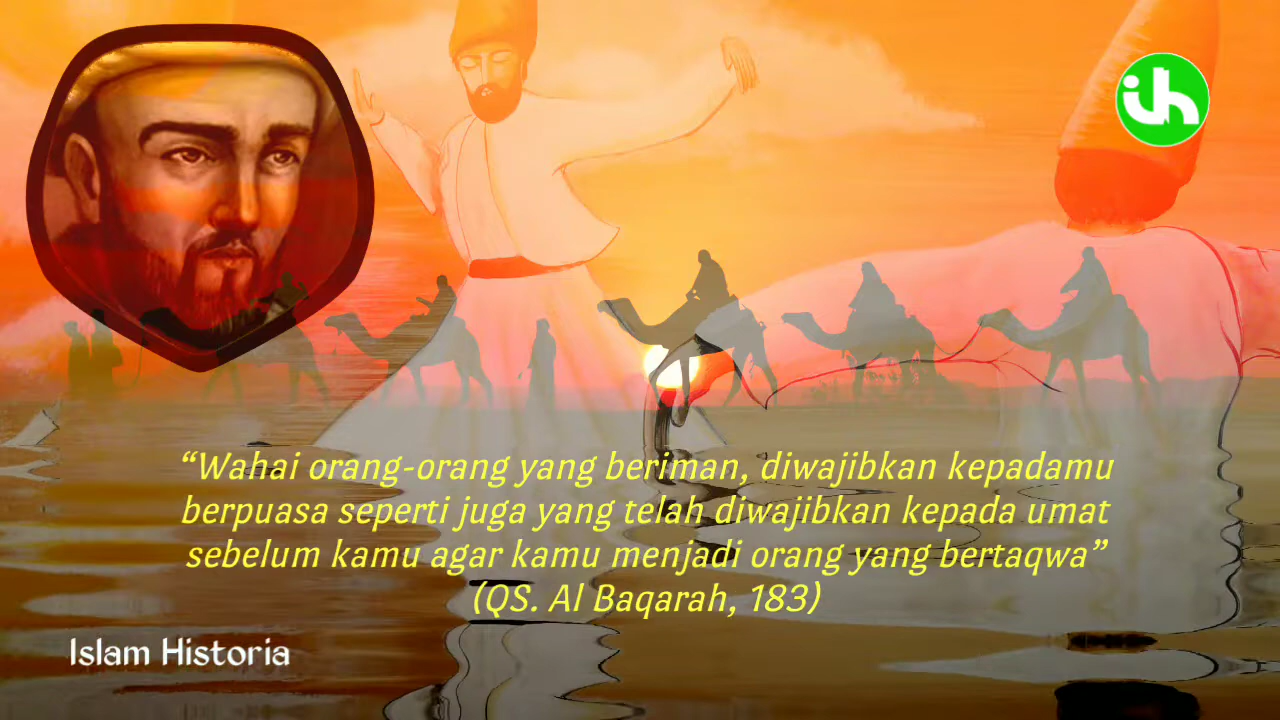 ih
“Wahai orang-orang yang beriman, diwajibkan kepadamu
berpuasa seperti juga yang telah diwajibkan kepada umat
sebelum kamu agar kamu menjadi orang yang bertaqwa”
(QS. Al Baqarah, 183)
Islam Historia